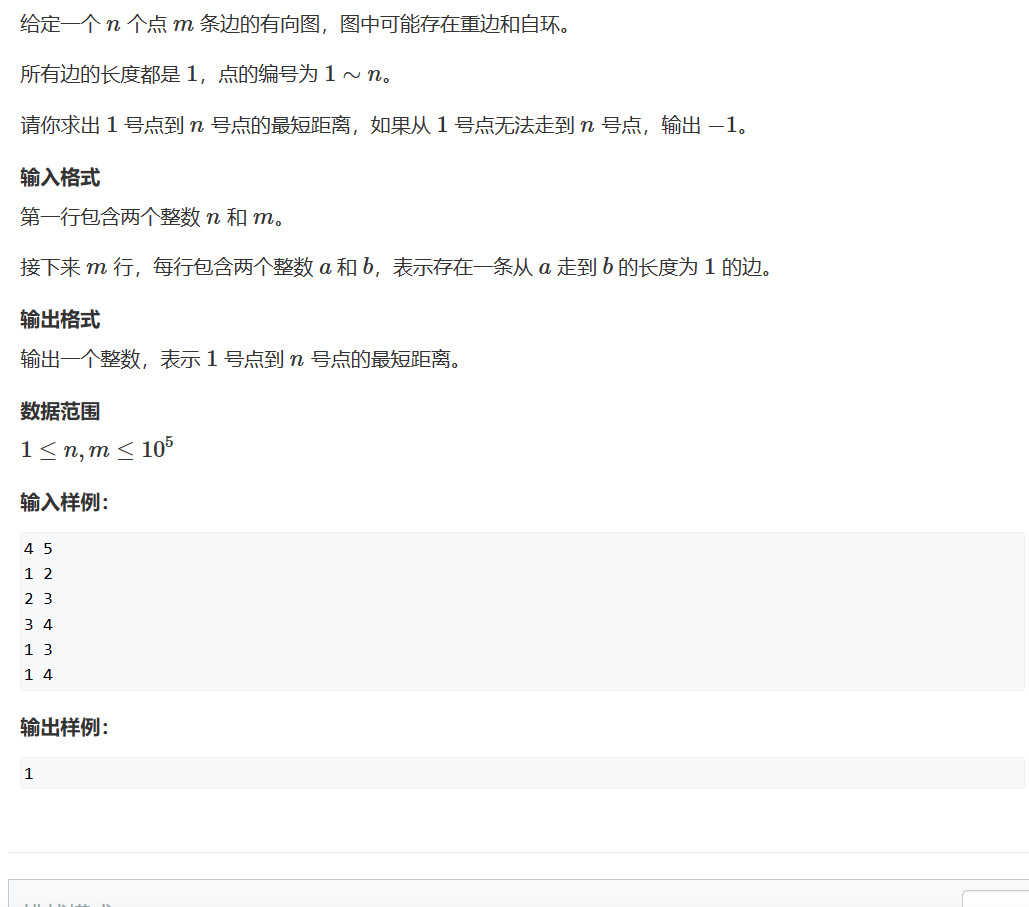 给定一个 n 个点 m 条边的有向图，图中可能存在重边和自环。
所有边的长度都是 1，点的编号为 1 ∼ n。
请你求出 1 号点到 n 号点的最短距离，如果从 1 号点无法走到 n 号点，输出 −1。
输入格式
第一行包含两个整数 n 和 m。
接下来 m 行，每行包含两个整数 a 和 b，表示存在一条从 a 走到 b 的长度为 1 的边。
输出格式
输出一个整数，表示 1 号点到 n 号点的最短距离。
数据范围
1 ≤ n, m ≤ 10⁵
输入样例：
4 5
1 2
2 3
3 4
1 3
1 4
输出样例：
1